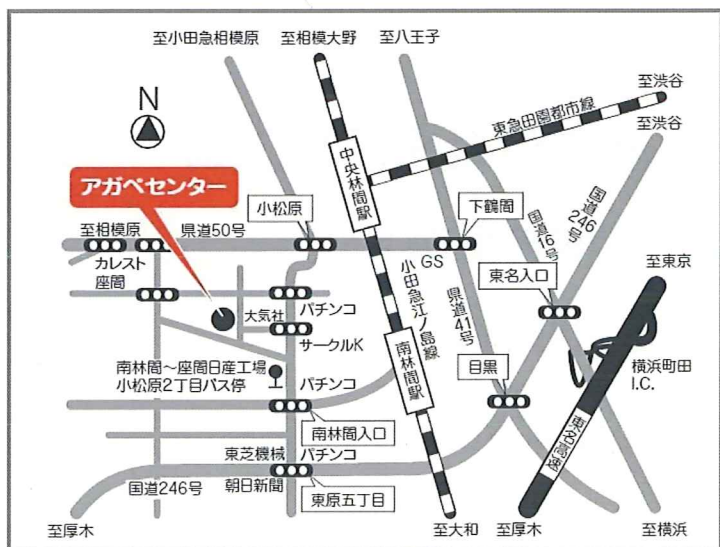 至小田急相模原
至相模大野
至八王子
至渋谷
東急田園都市線
至渋谷
N
中央林間駅
アガペセンター
小松原
下鶴間
国道246号
国道16号
至相模原
県道50号
カレスト
座間
GS
東名入口
至東京
小田急江ノ島線
県道41号
大気社
パチンコ
サークルK
横浜町田
I.C.
南林間駅
目黒
南林間〜座間日産工場
小松原2丁目バス停
パチンコ
南林間入口
東名高速
東芝機械
パチンコ
国道246号
朝日新聞
東原五丁目
至厚木
至大和
至厚木
至横浜